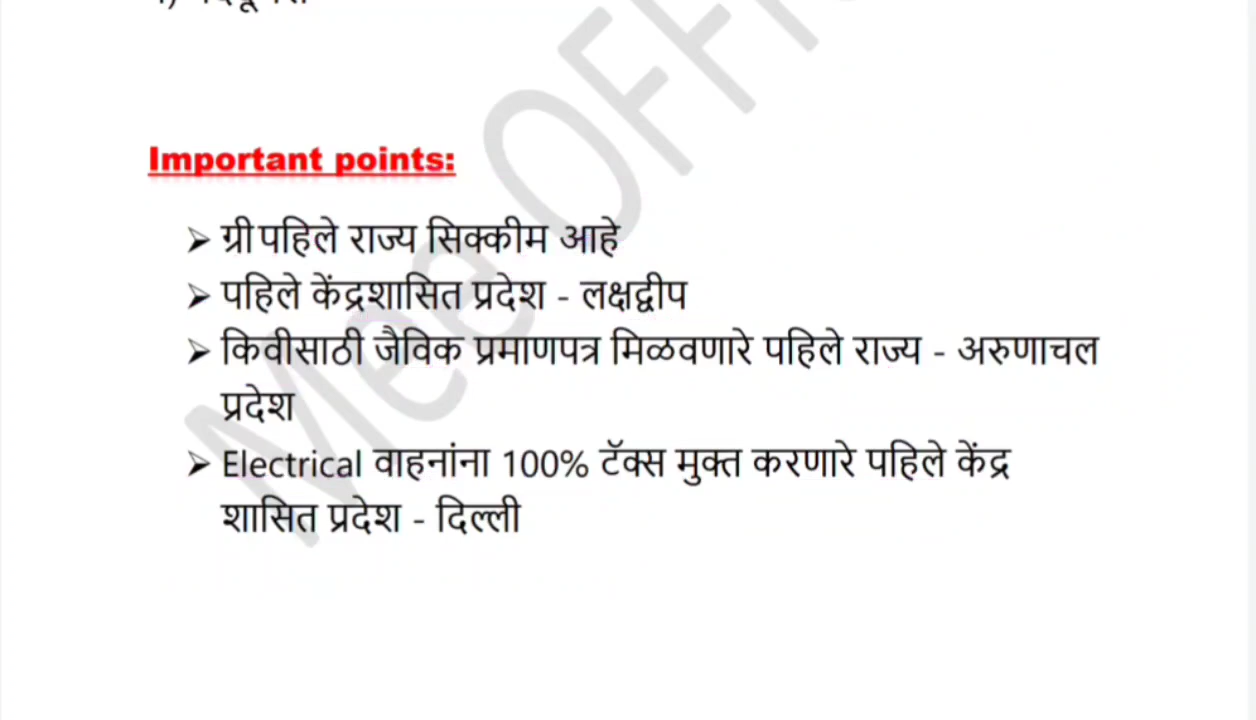 Important points:
➢ ग्री पहिले राज्य सिक्कीम आहे
➢ पहिले केंद्रशासित प्रदेश - लक्षद्वीप
➢ किवीसाठी जैविक प्रमाणपत्र मिळवणारे पहिले राज्य - अरुणाचल
प्रदेश
➢ Electrical वाहनांना 100% टॅक्स मुक्त करणारे पहिले केंद्र
शासित प्रदेश - दिल्ली